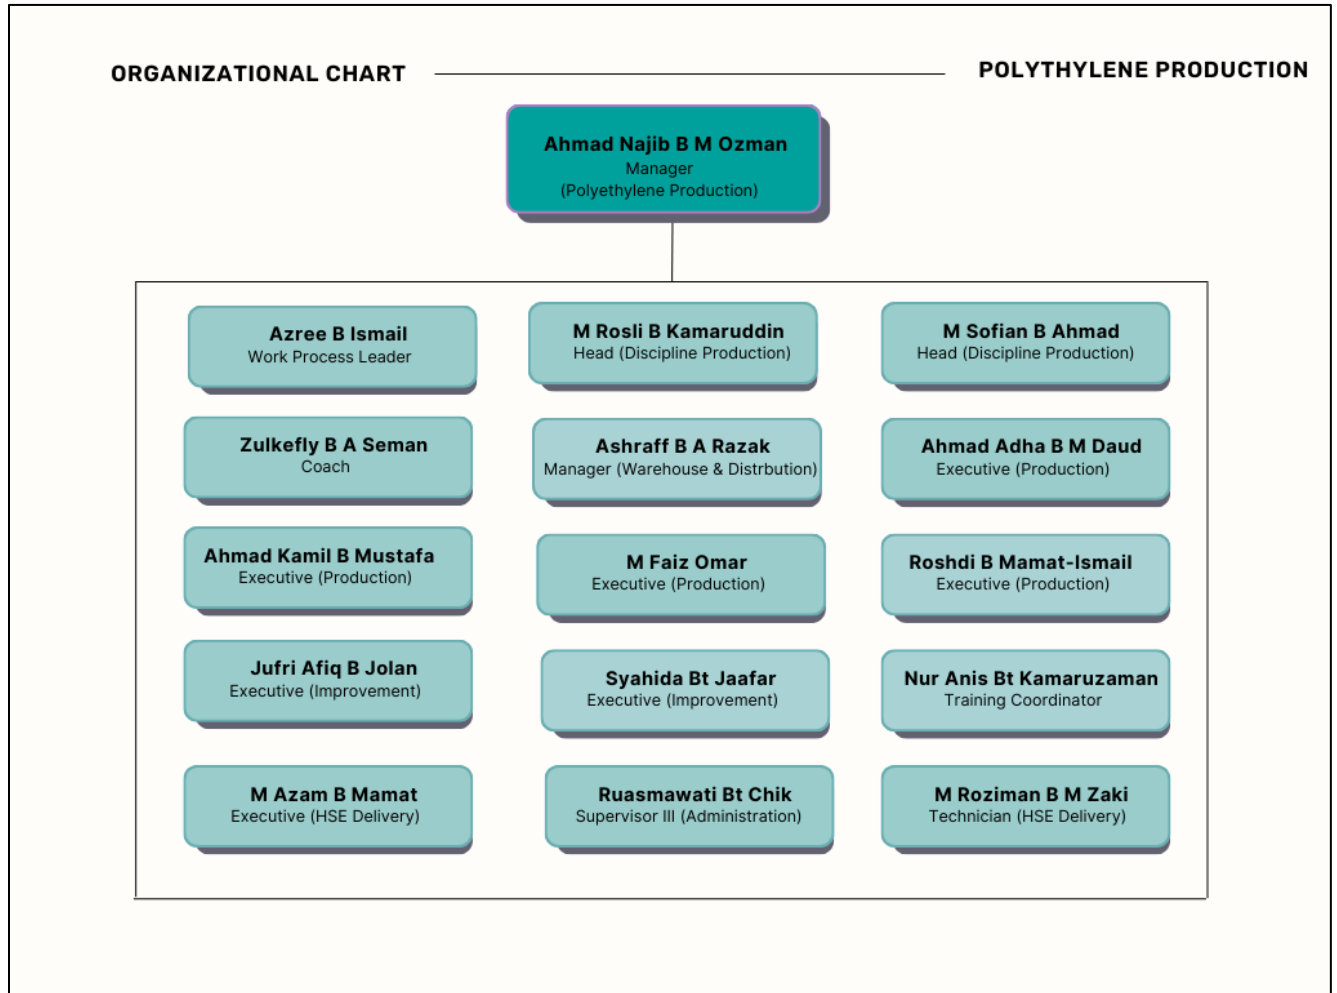 ORGANIZATIONAL CHART
POLYTHYLENE PRODUCTION
Ahmad Najib B M Ozman
Manager
(Polyethylene Production)
Azree B Ismail
Work Process Leader
M Rosli B Kamaruddin
Head (Discipline Production)
M Sofian B Ahmad
Head (Discipline Production)
Zulkefly B A Seman
Coach
Ashraff B A Razak
Manager (Warehouse & Distrbution)
Ahmad Adha B M Daud
Executive (Production)
Ahmad Kamil B Mustafa
Executive (Production)
M Faiz Omar
Executive (Production)
Roshdi B Mamat-Ismail
Executive (Production)
Jufri Afiq B Jolan
Executive (Improvement)
Syahida Bt Jaafar
Executive (Improvement)
Nur Anis Bt Kamaruzaman
Training Coordinator
M Azam B Mamat
Executive (HSE Delivery)
Ruasmawati Bt Chik
Supervisor III (Administration)
M Roziman B M Zaki
Technician (HSE Delivery)